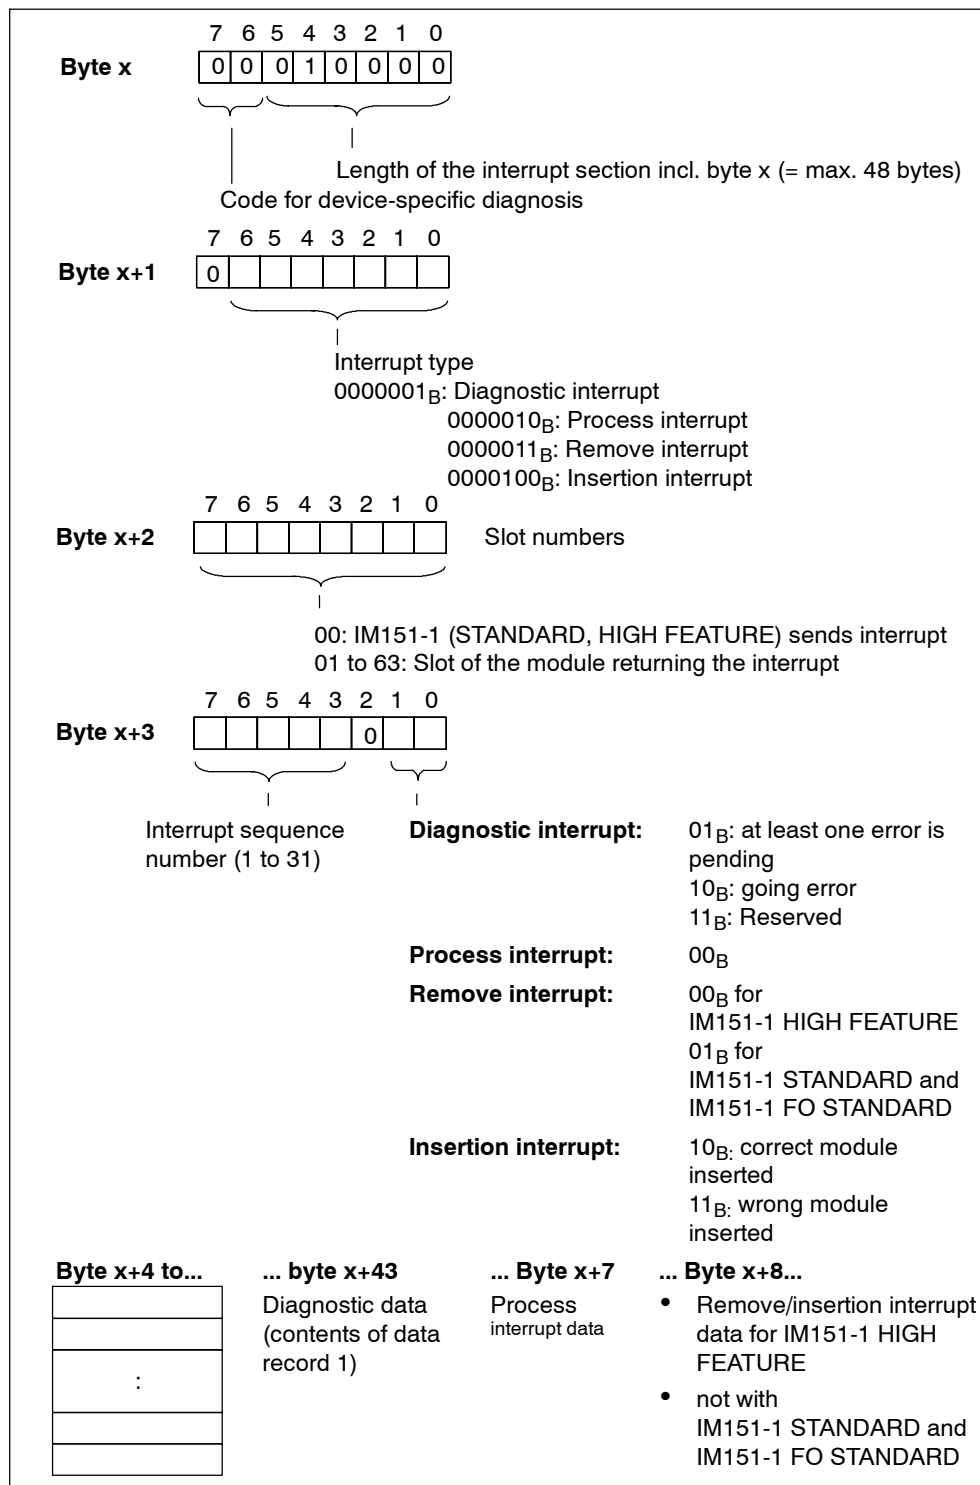 7 6 5 4 3 2 1 0
Byte x 0 0 0 1 0 0 0 0
Length of the interrupt section incl. byte x (= max. 48 bytes)
Code for device-specific diagnosis
7 6 5 4 3 2 1 0
Byte x+1 0
Interrupt type
0000001B: Diagnostic interrupt
0000010B: Process interrupt
0000011B: Remove interrupt
0000100B: Insertion interrupt
7 6 5 4 3 2 1 0
Byte x+2 Slot numbers
00: IM151-1 (STANDARD, HIGH FEATURE) sends interrupt
01 to 63: Slot of the module returning the interrupt
7 6 5 4 3 2 1 0
Byte x+3 0
Interrupt sequence
number (1 to 31)
Diagnostic interrupt: 01B: at least one error is
pending
10B: going error
11B: Reserved
Process interrupt: 00B
Remove interrupt: 00B for
IM151-1 HIGH FEATURE
01B for
IM151-1 STANDARD and
IM151-1 FO STANDARD
Insertion interrupt: 10B: correct module
inserted
11B: wrong module
inserted
Byte x+4 to... ... byte x+43 ... Byte x+7 ... Byte x+8...
:
Diagnostic data
(contents of data
record 1)
Process
interrupt data
• Remove/insertion interrupt
data for IM151-1 HIGH
FEATURE
• not with
IM151-1 STANDARD and
IM151-1 FO STANDARD